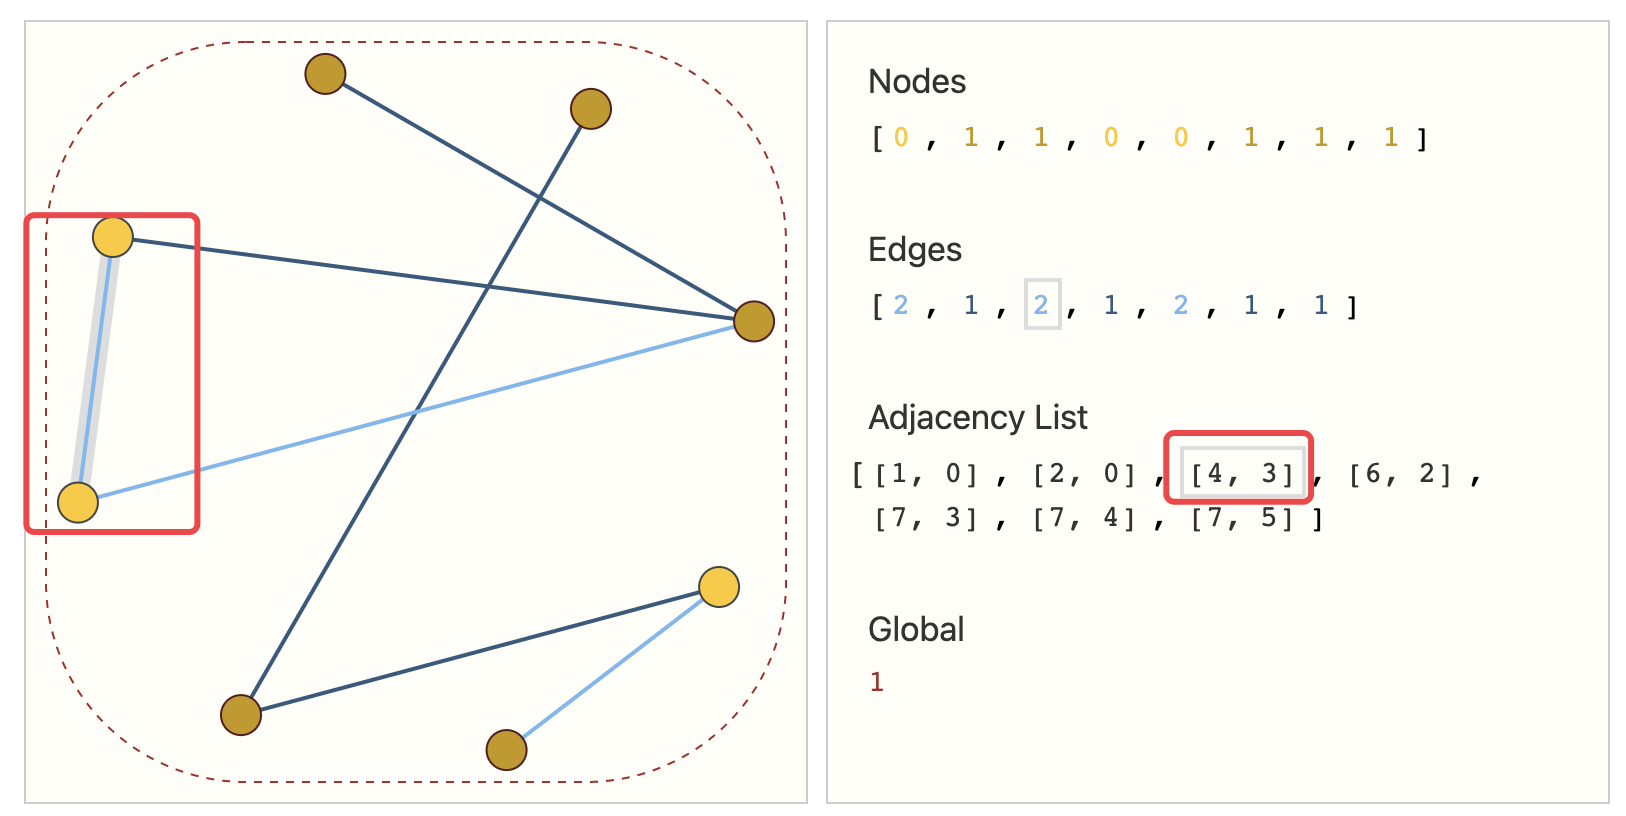 Nodes
[ 0 , 1 , 1 , 0 , 0 , 1 , 1 , 1 ]
Edges
[ 2 , 1 , 2 , 1 , 2 , 1 , 1 ]
Adjacency List
[ [1, 0] , [2, 0] , [4, 3] , [6, 2] ,
[7, 3] , [7, 4] , [7, 5] ]
Global
1